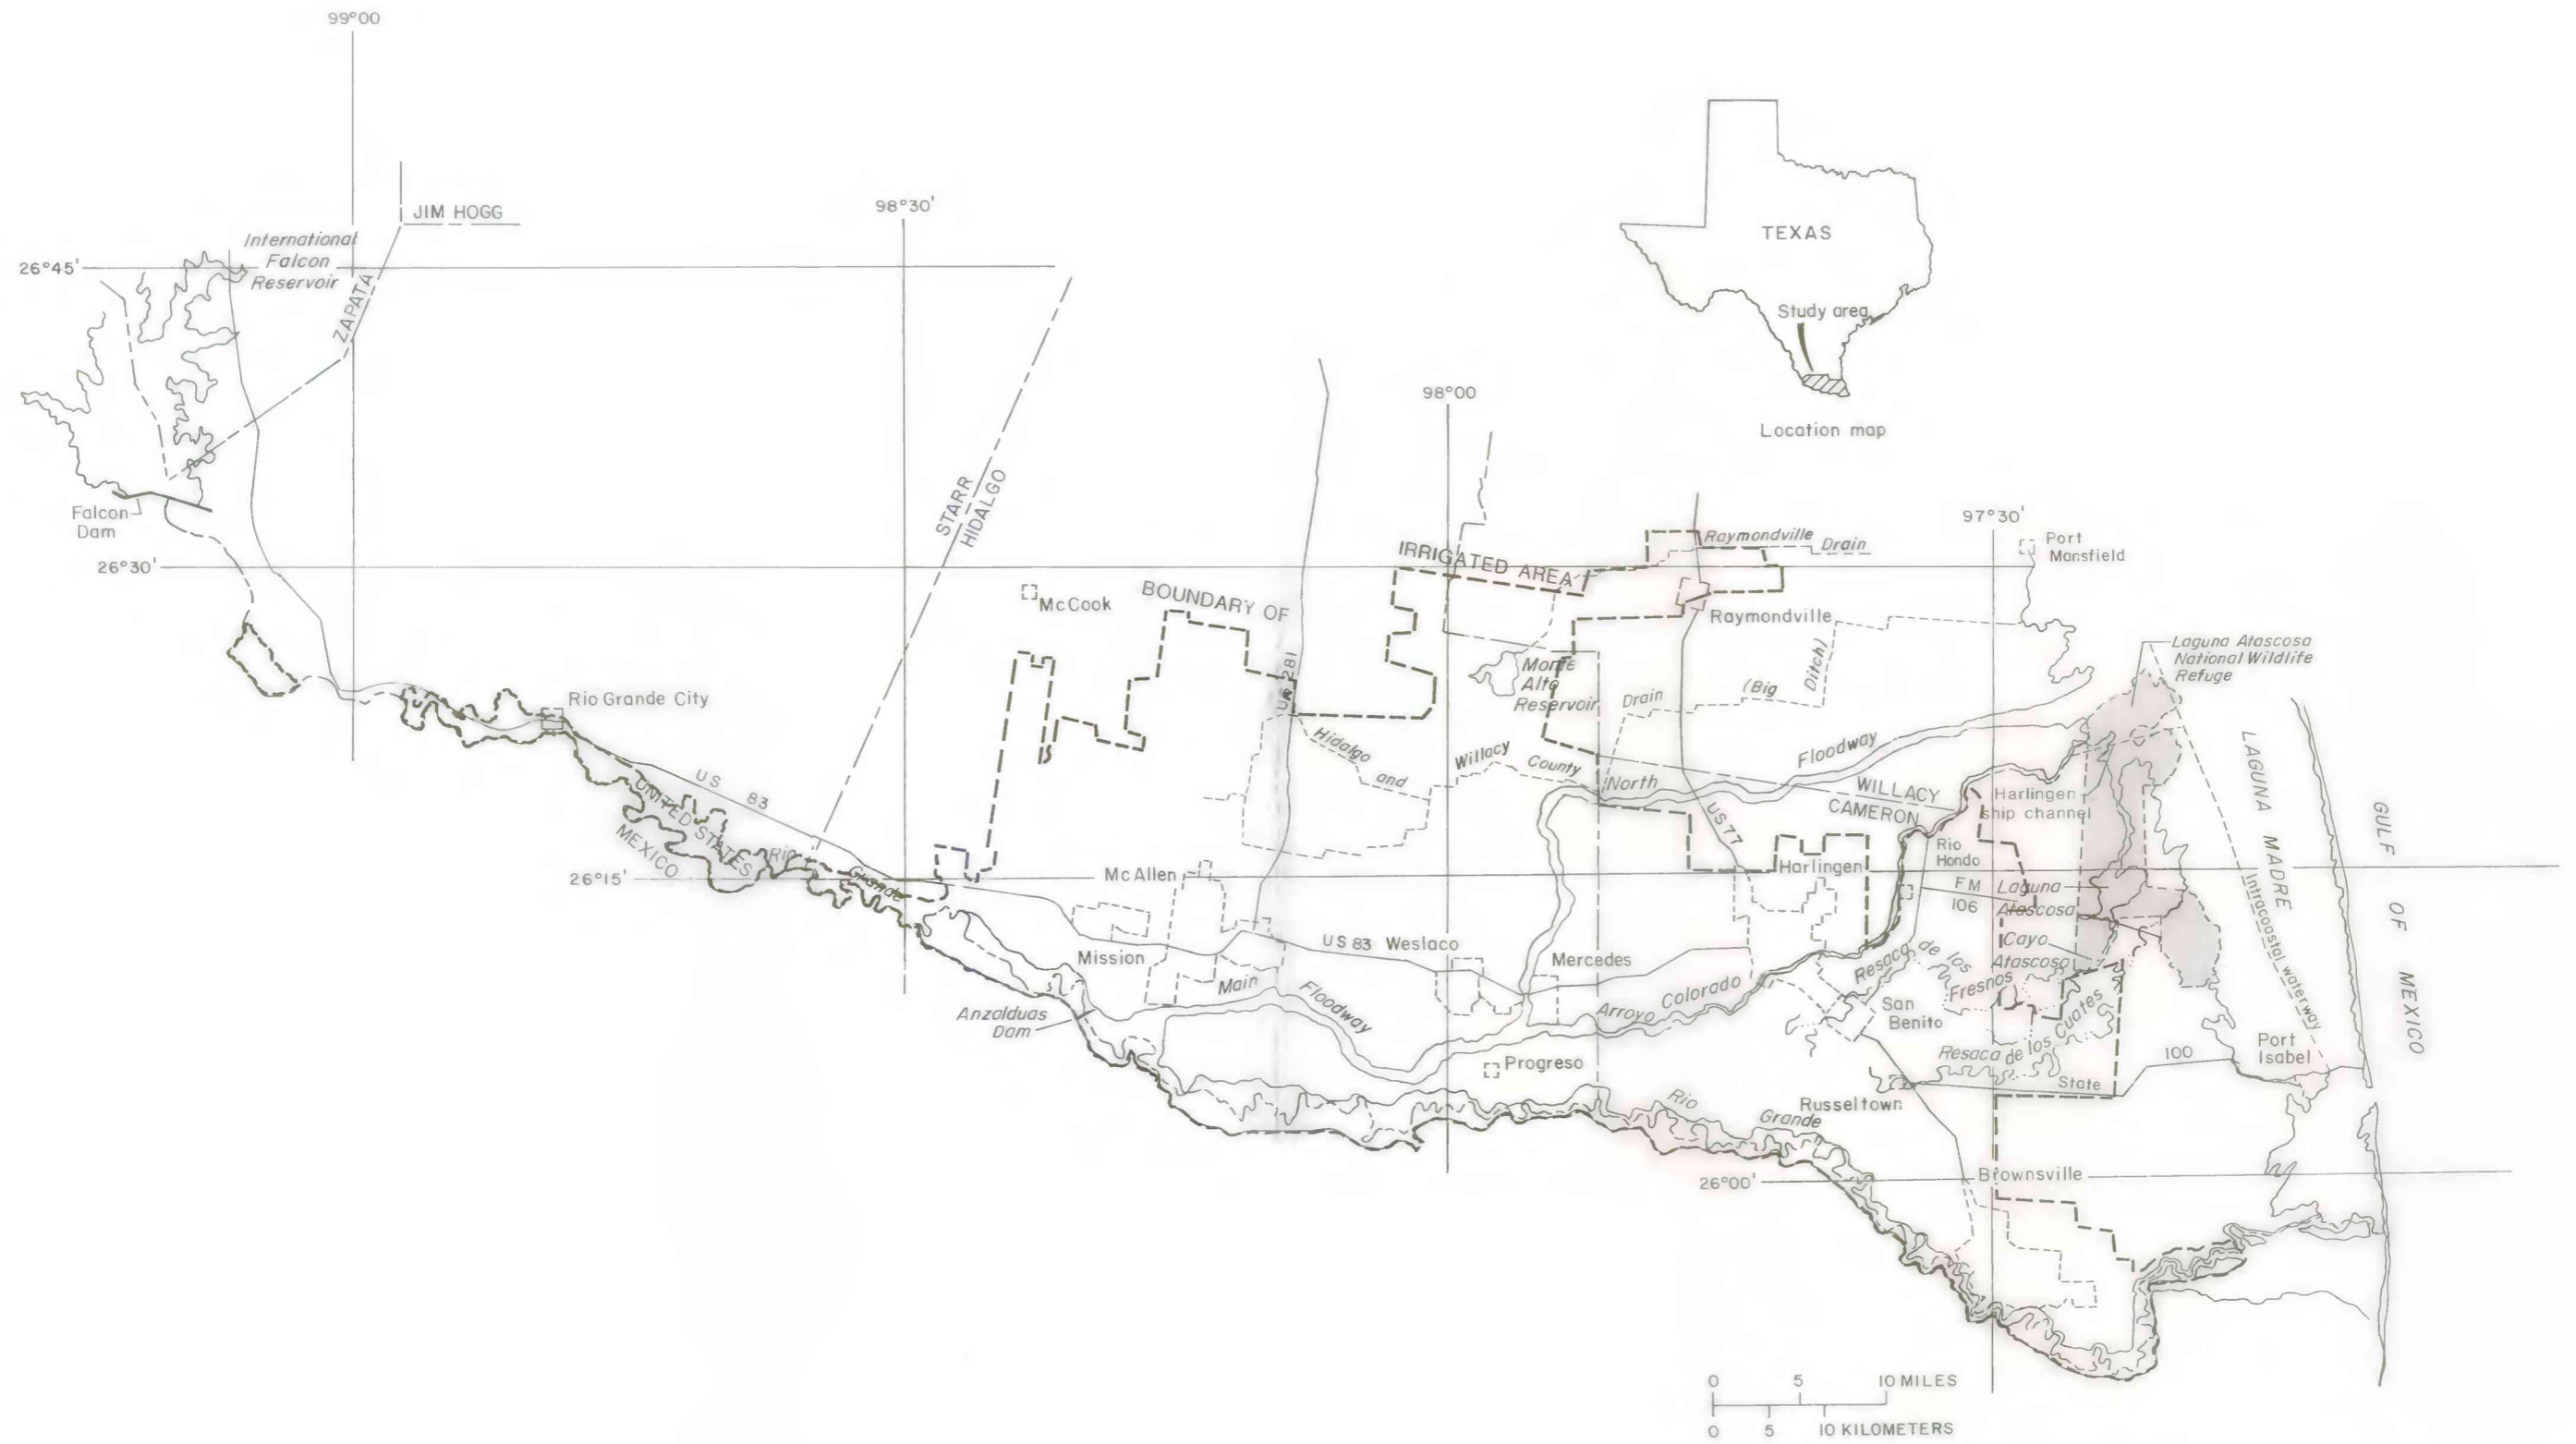 99°00
JIM HOGG
98°30'
International
Falcon
Reservoir
26°45'
ZAPATA
TEXAS
Study area
Location map
98°00
STARR
HIDALGO
Falcon
Dam
26°30'
97°30'
Port
Mansfield
Raymondville Drain
IRRIGATED AREA
BOUNDARY OF
McCook
Raymondville
Laguna Atascosa
National Wildlife
Refuge
Monte
Alto
Reservoir
Drain (Big Ditch)
US 281
Rio Grande City
US 83
UNITED STATES
MEXICO
Rio Grande
Hidalgo and Willacy County
North Floodway
WILLACY
CAMERON
Harlingen
ship channel
US 77
LAGUNA MADRE
GULF OF MEXICO
Rio
Hondo
26°15'
McAllen
Harlingen
FM
106
Laguna
Atascosa
Intracoastal waterway
Cayo
Atascoso
US 83 Weslaco
Mission
Mercedes
Main Floodway
Arroyo Colorado
Resaca de los Fresnos
San
Benito
Anzalduas
Dam
Resaca de los Cuates
Port
Isabel
Progreso
State 100
Russeltown
Rio Grande
26°00'
Brownsville
0 5 10 MILES
0 5 10 KILOMETERS